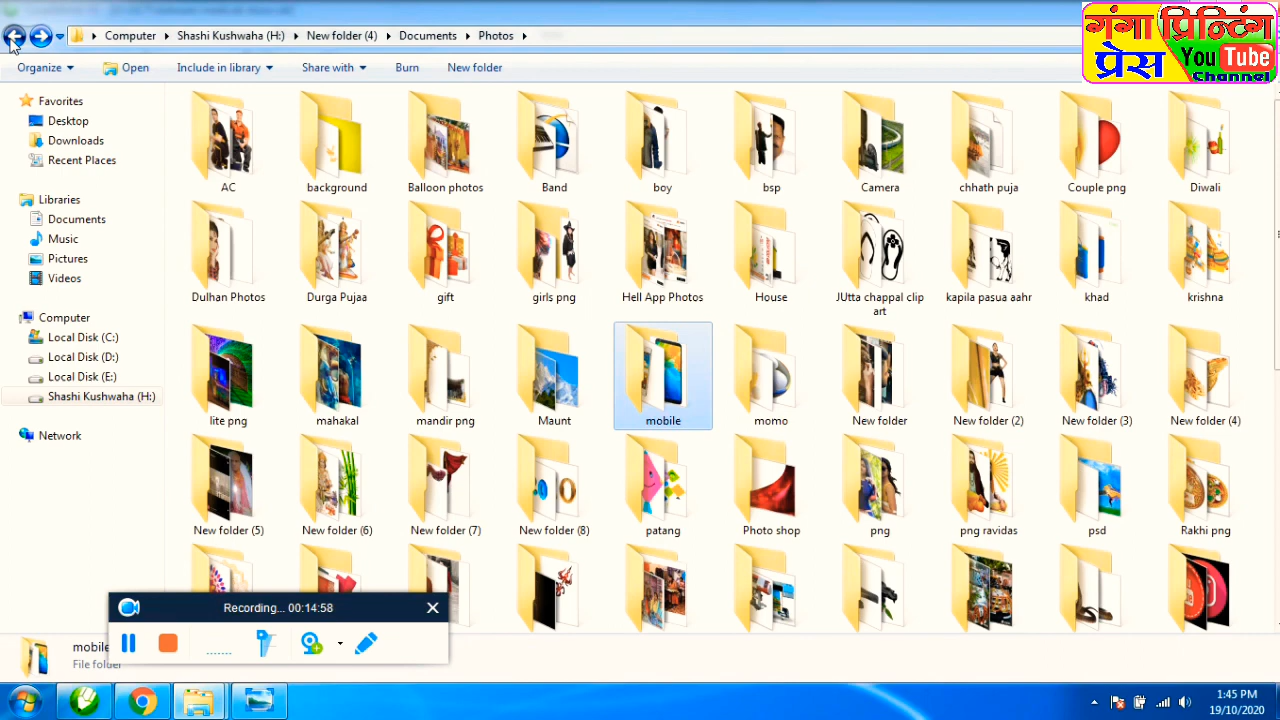 Computer Shashi Kushwaha (H:) New folder (4) Documents Photos
गंगा प्रिन्टिंग
प्रेस You Tube
Channel
Organize Open Include in library Share with Burn New folder
Favorites
Desktop
Downloads
Recent Places
Libraries
Documents
Music
Pictures
Videos
Computer
Local Disk (C:)
Local Disk (D:)
Local Disk (E:)
Shashi Kushwaha (H:)
Network
AC background Balloon photos Band boy bsp Camera chhath puja Couple png Diwali
Dulhan Photos Durga Pujaa gift girls png Hell App Photos House JUtta chappal clip art kapila pasua aahr khad krishna
lite png mahakal mandir png Maunt mobile momo New folder New folder (2) New folder (3) New folder (4)
New folder (5) New folder (6) New folder (7) New folder (8) patang Photo shop png png ravidas psd Rakhi png
Recording... 00:14:58
mobile
File folder
1:45 PM
19/10/2020